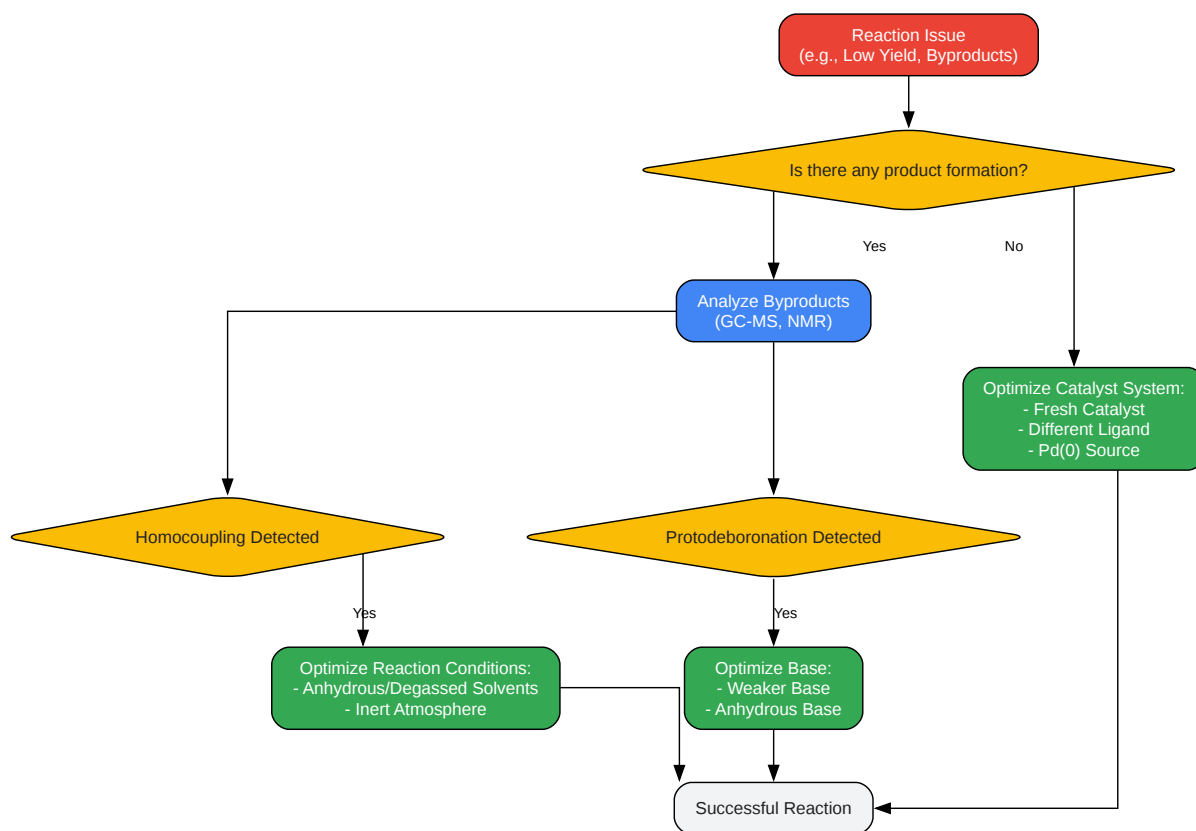 Reaction Issue
(e.g., Low Yield, Byproducts)
Is there any product formation?
Yes
No
Analyze Byproducts
(GC-MS, NMR)
Optimize Catalyst System:
- Fresh Catalyst
- Different Ligand
- Pd(0) Source
Homocoupling Detected
Protodeboronation Detected
Yes
Yes
Optimize Reaction Conditions:
- Anhydrous/Degassed Solvents
- Inert Atmosphere
Optimize Base:
- Weaker Base
- Anhydrous Base
Successful Reaction